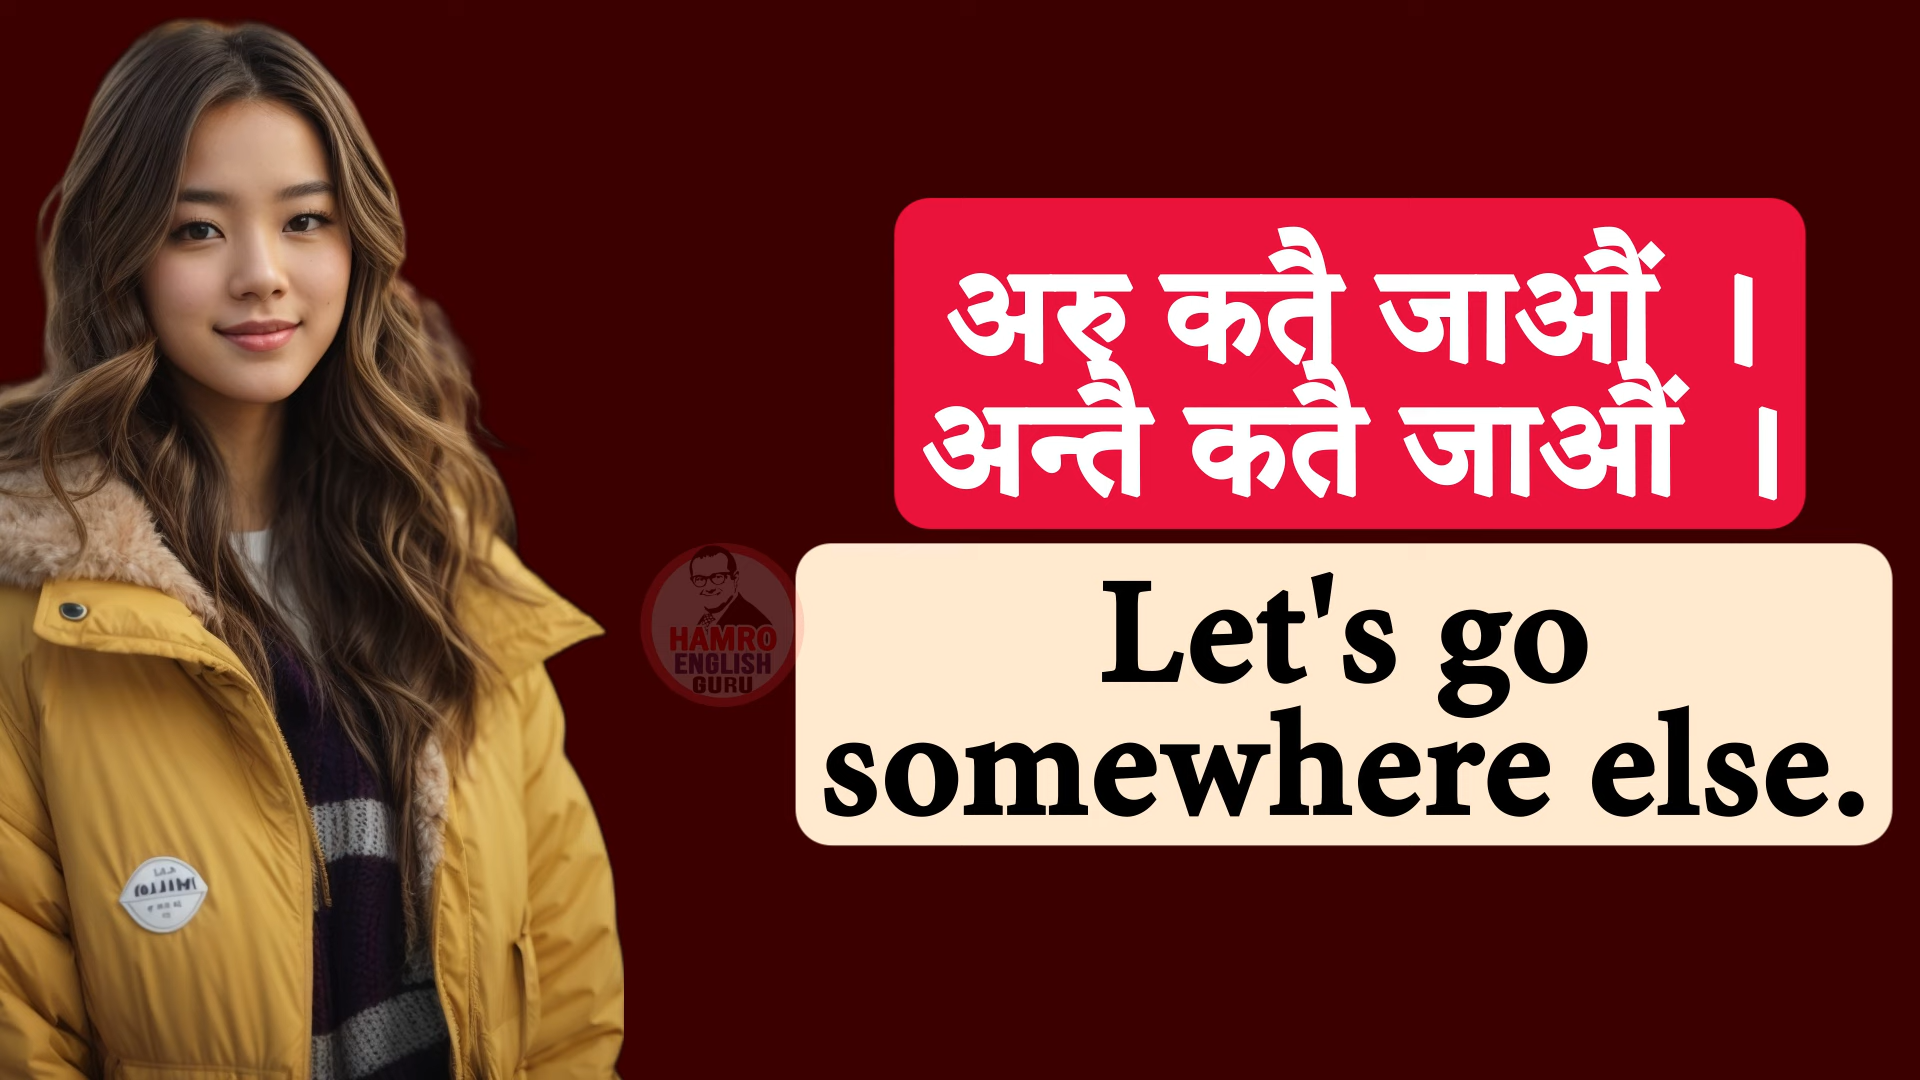 अरु कतै जाऔं ।
अन्तै कतै जाऔं ।
HAMRO
ENGLISH
GURU
Let's go
somewhere else.